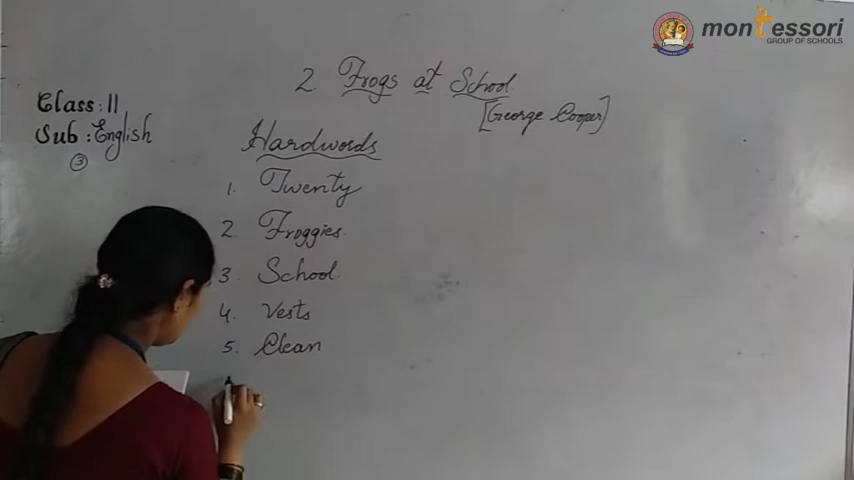 montessori
GROUP OF SCHOOLS
2 Frogs at School
[George Cooper]
Class : II
Sub : English
3
Hardwords
1. Twenty
2. Froggies.
3. School.
4. Vests
5. Clean